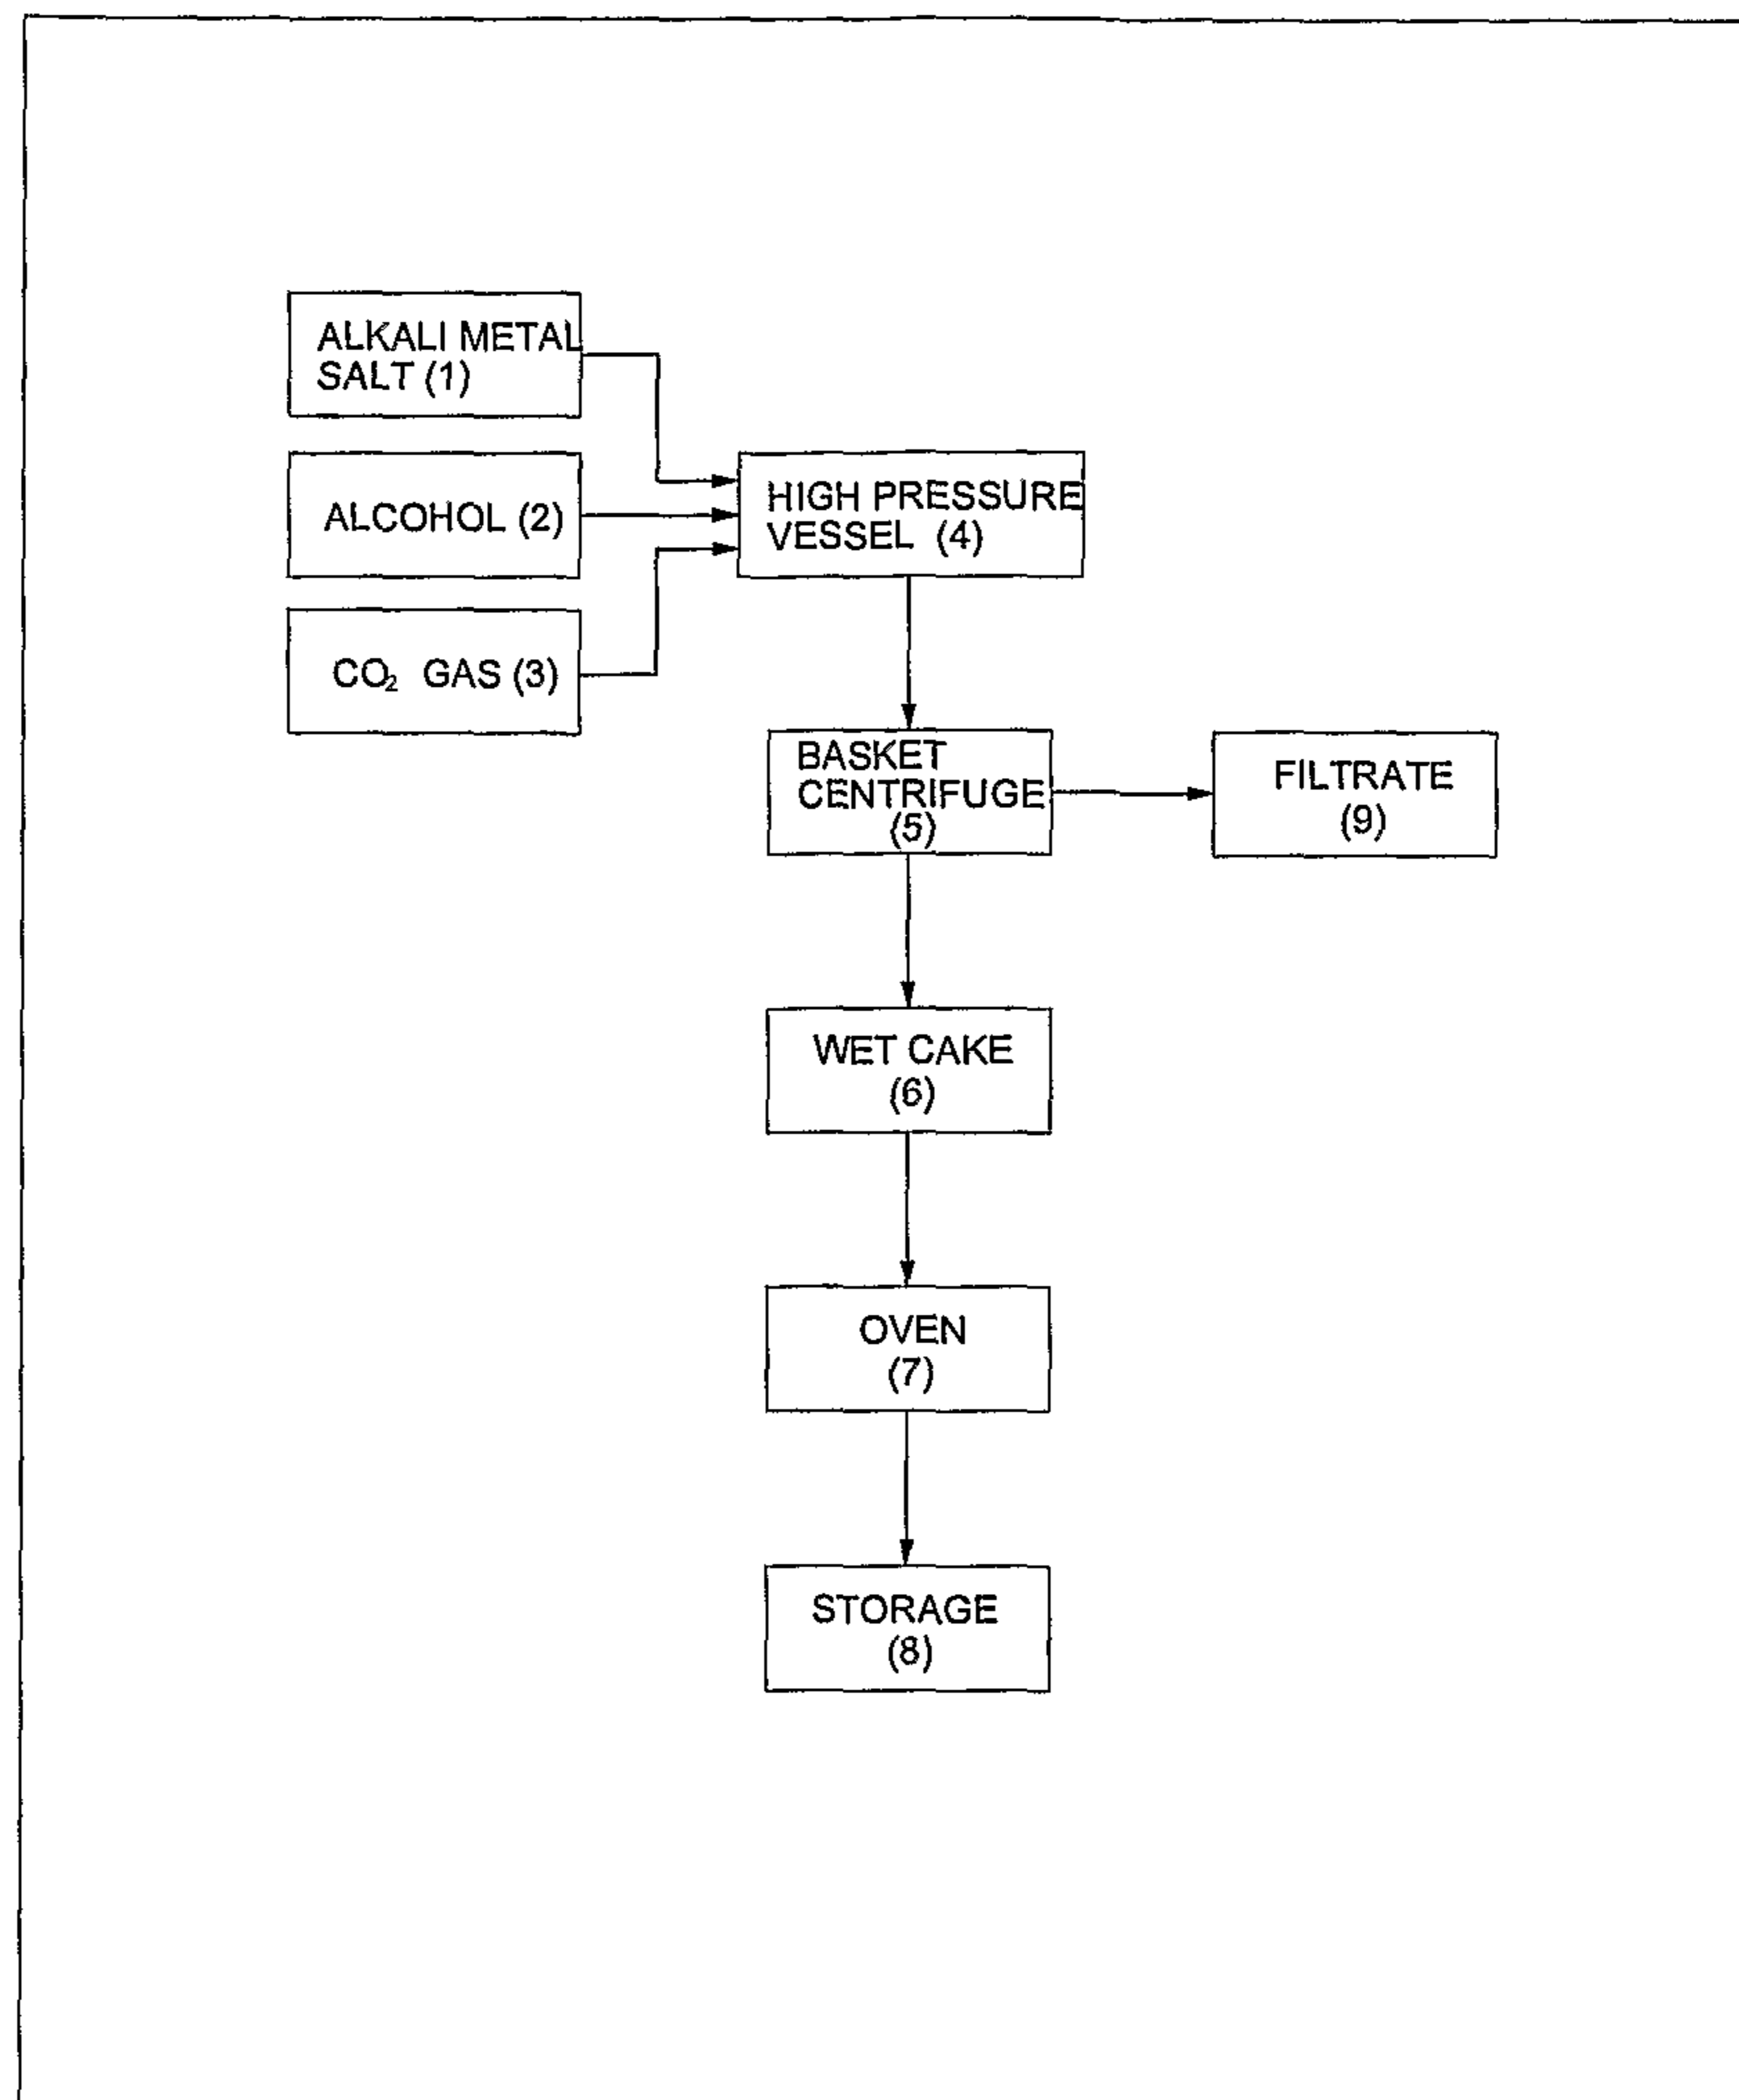 ALKALI METAL
SALT (1)
ALCOHOL (2)
CO₂ GAS (3)
HIGH PRESSURE
VESSEL (4)
BASKET
CENTRIFUGE
(5)
FILTRATE
(9)
WET CAKE
(6)
OVEN
(7)
STORAGE
(8)